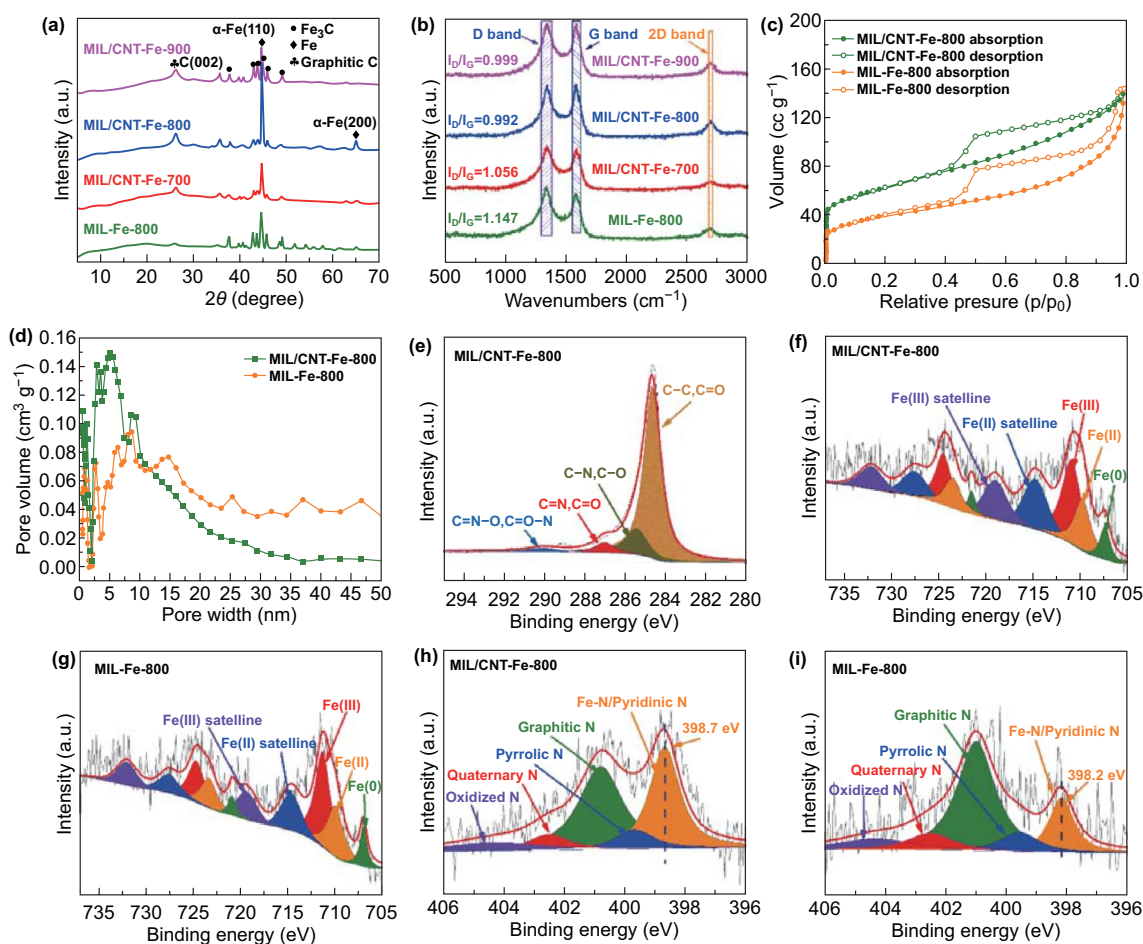 (a)
α-Fe(110)
● Fe3C
♦ Fe
♣ Graphitic C
MIL/CNT-Fe-900
♣C(002)
MIL/CNT-Fe-800
α-Fe(200)
MIL/CNT-Fe-700
MIL-Fe-800
Intensity (a.u.)
10 20 30 40 50 60 70
2θ (degree)
(b)
D band
G band
2D band
ID/IG=0.999
MIL/CNT-Fe-900
ID/IG=0.992
MIL/CNT-Fe-800
ID/IG=1.056
MIL/CNT-Fe-700
ID/IG=1.147
MIL-Fe-800
Intensity (a.u.)
500 1000 1500 2000 2500 3000
Wavenumbers (cm−1)
(c)
MIL/CNT-Fe-800 absorption
MIL/CNT-Fe-800 desorption
MIL-Fe-800 absorption
MIL-Fe-800 desorption
Volume (cc g−1)
200
160
120
80
40
0
0.0 0.2 0.4 0.6 0.8 1.0
Relative presure (p/p0)
(d)
MIL/CNT-Fe-800
MIL-Fe-800
Pore volume (cm3 g−1)
0.16
0.14
0.12
0.10
0.08
0.06
0.04
0.02
0.00
0 5 10 15 20 25 30 35 40 45 50
Pore width (nm)
(e)
MIL/CNT-Fe-800
C−C,C=O
C−N,C−O
C=N,C=O
C=N−O,C=O−N
Intensity (a.u.)
294 292 290 288 286 284 282 280
Binding energy (eV)
(f)
MIL/CNT-Fe-800
Fe(III) satelline
Fe(II) satelline
Fe(III)
Fe(II)
Fe(0)
Intensity (a.u.)
735 730 725 720 715 710 705
Binding energy (eV)
(g)
MIL-Fe-800
Fe(III) satelline
Fe(II) satelline
Fe(III)
Fe(II)
Fe(0)
Intensity (a.u.)
735 730 725 720 715 710 705
Binding energy (eV)
(h)
MIL/CNT-Fe-800
Fe-N/Pyridinic N
Graphitic N
398.7 eV
Pyrrolic N
Quaternary N
Oxidized N
Intensity (a.u.)
406 404 402 400 398 396
Binding energy (eV)
(i)
MIL-Fe-800
Graphitic N
Fe-N/Pyridinic N
Pyrrolic N
Quaternary N
398.2 eV
Oxidized N
Intensity (a.u.)
406 404 402 400 398 396
Binding energy (eV)